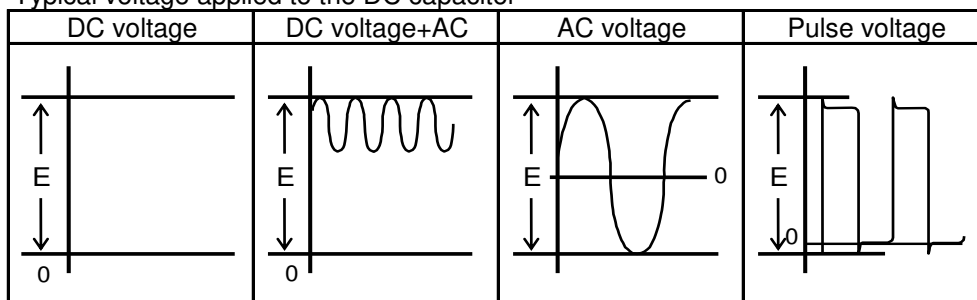 Typical voltage applied to the DC capacitor
DC voltage DC voltage+AC AC voltage Pulse voltage
E E E 0 E 0
0 0